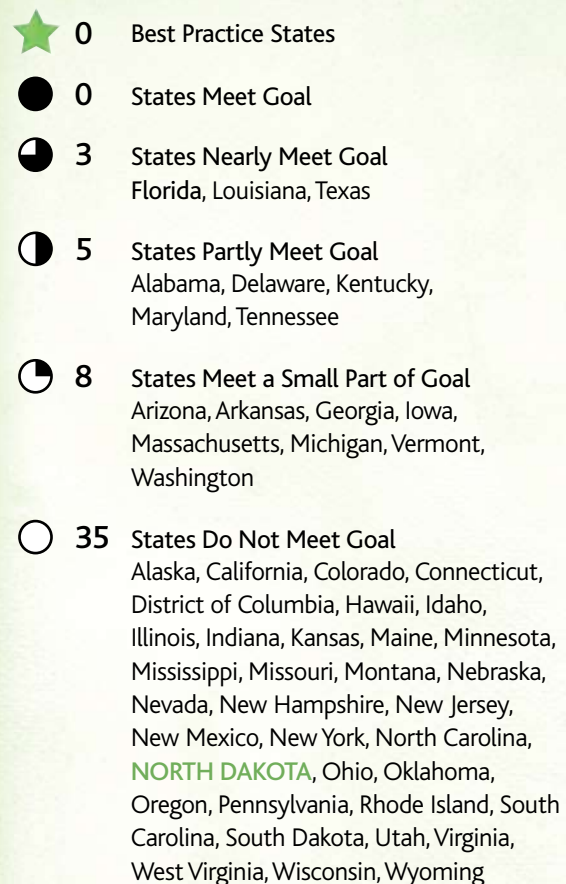 0 Best Practice States
0 States Meet Goal
3 States Nearly Meet Goal
Florida, Louisiana, Texas
5 States Partly Meet Goal
Alabama, Delaware, Kentucky,
Maryland, Tennessee
8 States Meet a Small Part of Goal
Arizona, Arkansas, Georgia, Iowa,
Massachusetts, Michigan, Vermont,
Washington
35 States Do Not Meet Goal
Alaska, California, Colorado, Connecticut,
District of Columbia, Hawaii, Idaho,
Illinois, Indiana, Kansas, Maine, Minnesota,
Mississippi, Missouri, Montana, Nebraska,
Nevada, New Hampshire, New Jersey,
New Mexico, New York, North Carolina,
NORTH DAKOTA, Ohio, Oklahoma,
Oregon, Pennsylvania, Rhode Island, South
Carolina, South Dakota, Utah, Virginia,
West Virginia, Wisconsin, Wyoming